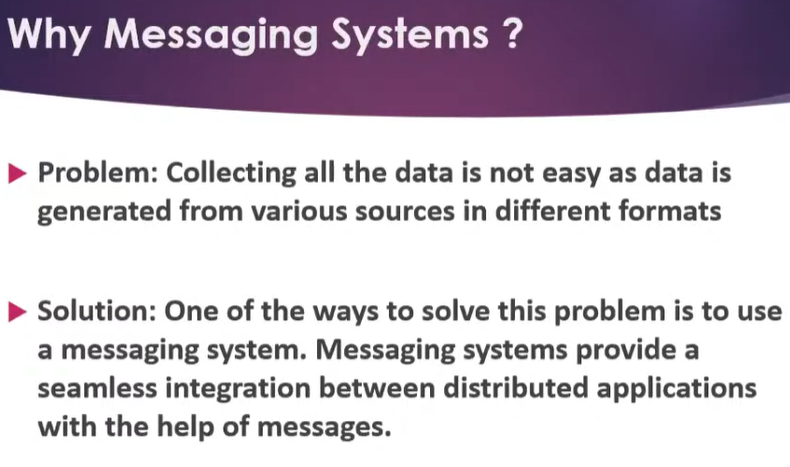 Why Messaging Systems ?
Problem: Collecting all the data is not easy as data is
generated from various sources in different formats
Solution: One of the ways to solve this problem is to use
a messaging system. Messaging systems provide a
seamless integration between distributed applications
with the help of messages.